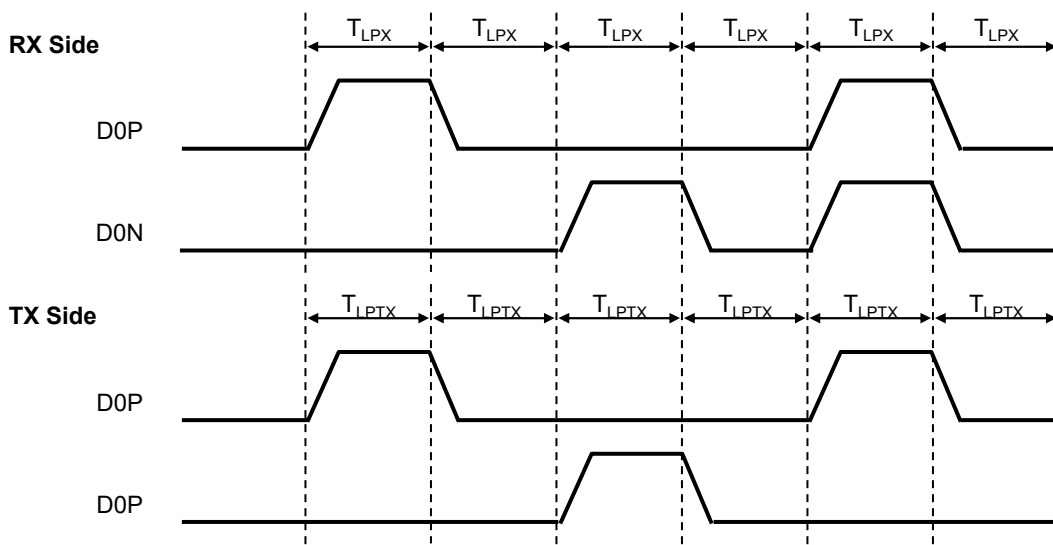 T_LPX T_LPX T_LPX T_LPX T_LPX T_LPX
RX Side
D0P
D0N
T_LPTX T_LPTX T_LPTX T_LPTX T_LPTX T_LPTX
TX Side
D0P
D0P